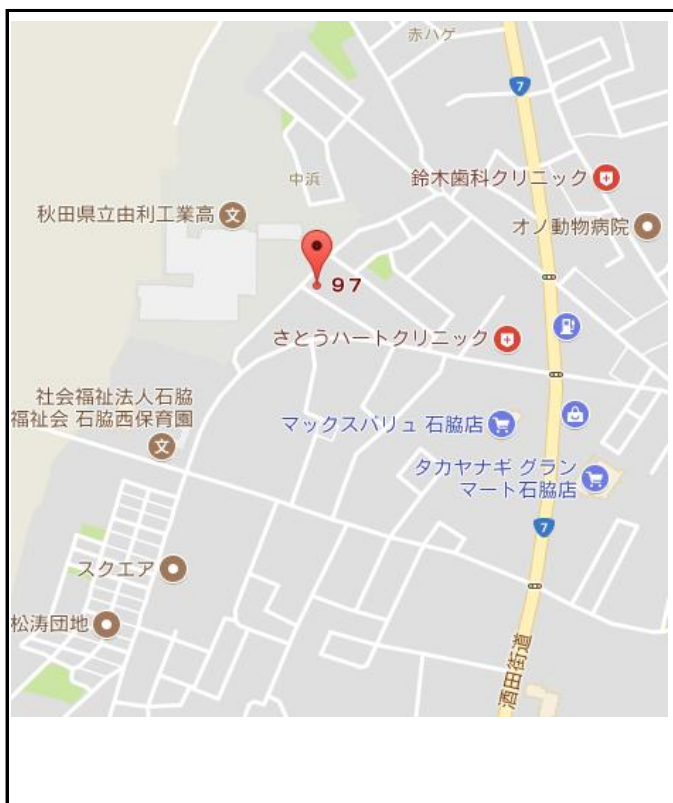 赤ハゲ
7
中浜
鈴木歯科クリニック
秋田県立由利工業高
文
オノ動物病院
97
さとうハートクリニック
社会福祉法人石脇
福祉会 石脇西保育園
文
マックスバリュ 石脇店
タカヤナギ グラン
マート石脇店
7
スクエア
松涛団地
酒田街道